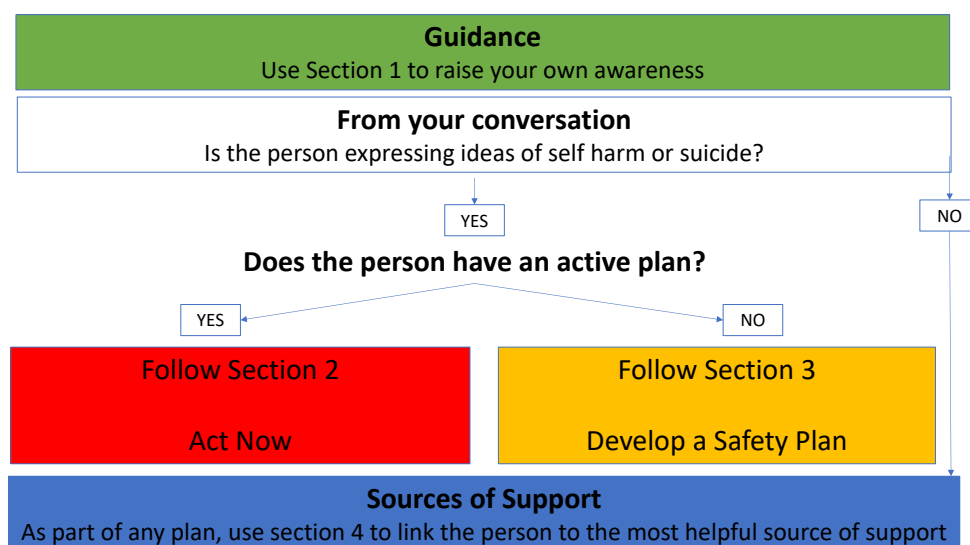 Guidance
Use Section 1 to raise your own awareness
From your conversation
Is the person expressing ideas of self harm or suicide?
YES
NO
Does the person have an active plan?
YES
NO
Follow Section 2
Act Now
Follow Section 3
Develop a Safety Plan
Sources of Support
As part of any plan, use section 4 to link the person to the most helpful source of support